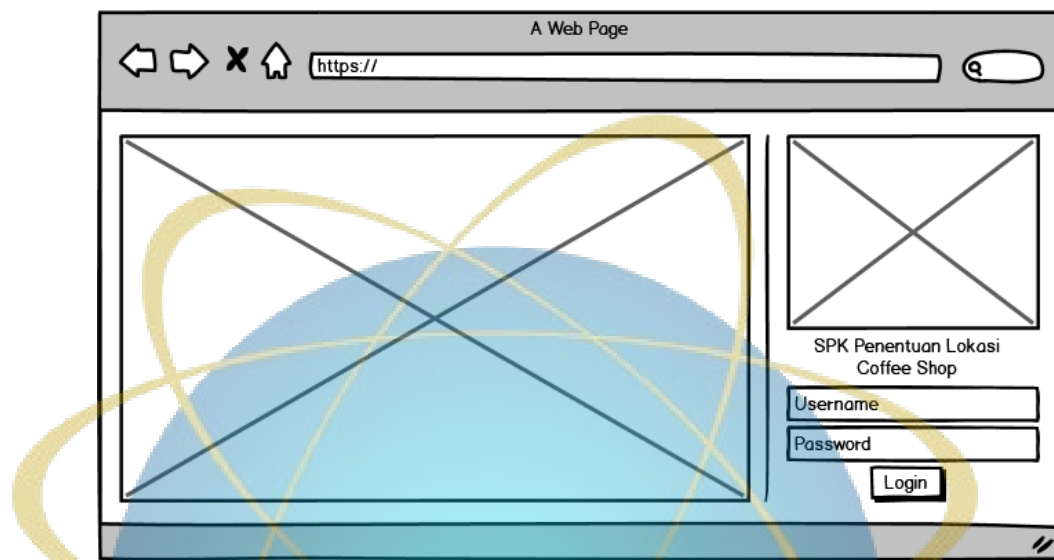 A Web Page
https://
SPK Penentuan Lokasi
Coffee Shop
Username
Password
Login